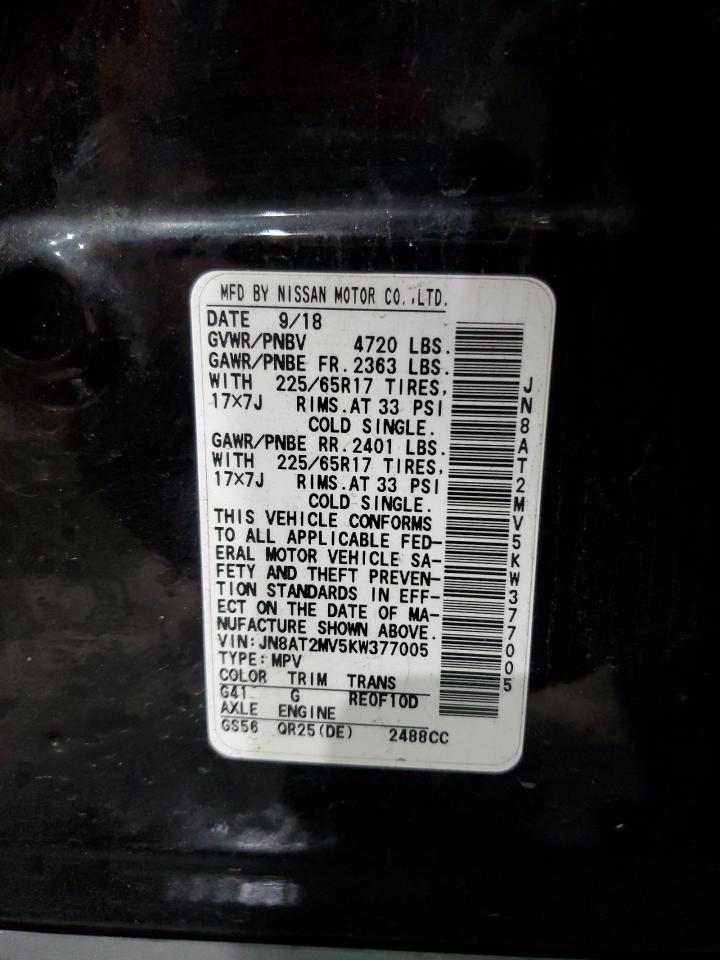 MFD BY NISSAN MOTOR CO.,LTD.
DATE 9/18
GVWR/PNBV 4720 LBS.
GAWR/PNBE FR. 2363 LBS.
WITH 225/65R17 TIRES,
17×7J RIMS.AT 33 PSI
COLD SINGLE.
GAWR/PNBE RR. 2401 LBS.
WITH 225/65R17 TIRES,
17×7J RIMS.AT 33 PSI
COLD SINGLE.
THIS VEHICLE CONFORMS
TO ALL APPLICABLE FED-
ERAL MOTOR VEHICLE SA-
FETY AND THEFT PREVEN-
TION STANDARDS IN EFF-
ECT ON THE DATE OF MA-
NUFACTURE SHOWN ABOVE.
VIN:JN8AT2MV5KW377005
TYPE:MPV
COLOR TRIM TRANS
G41 G RE0F10D
AXLE ENGINE
GS56 QR25(DE) 2488CC
JN8AT2MV5KW377005